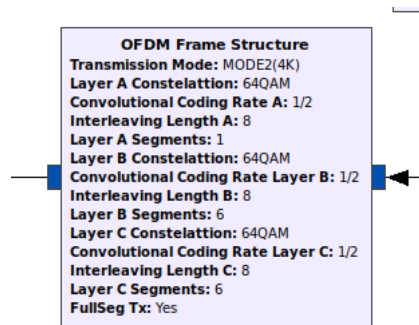 OFDM Frame Structure
Transmission Mode: MODE2(4K)
Layer A Constelattion: 64QAM
Convolutional Coding Rate A: 1/2
Interleaving Length A: 8
Layer A Segments: 1
Layer B Constelattion: 64QAM
Convolutional Coding Rate Layer B: 1/2
Interleaving Length B: 8
Layer B Segments: 6
Layer C Constelattion: 64QAM
Convolutional Coding Rate Layer C: 1/2
Interleaving Length C: 8
Layer C Segments: 6
FullSeg Tx: Yes